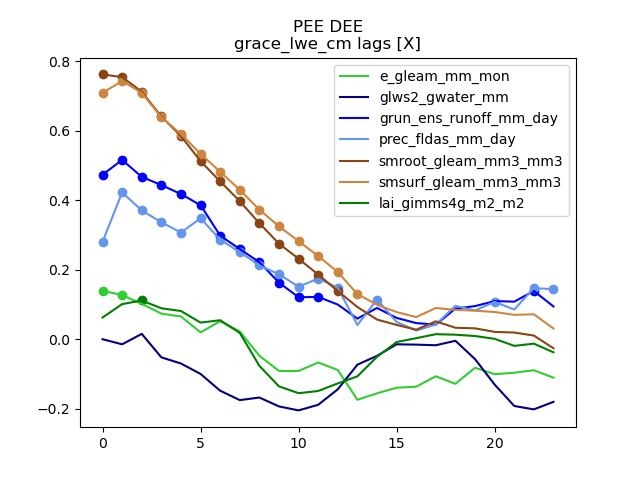 PEE DEE
grace_lwe_cm lags [X]
e_gleam_mm_mon
glws2_gwater_mm
grun_ens_runoff_mm_day
prec_fldas_mm_day
smroot_gleam_mm3_mm3
smsurf_gleam_mm3_mm3
lai_gimms4g_m2_m2
0.8
0.6
0.4
0.2
0.0
−0.2
0 5 10 15 20